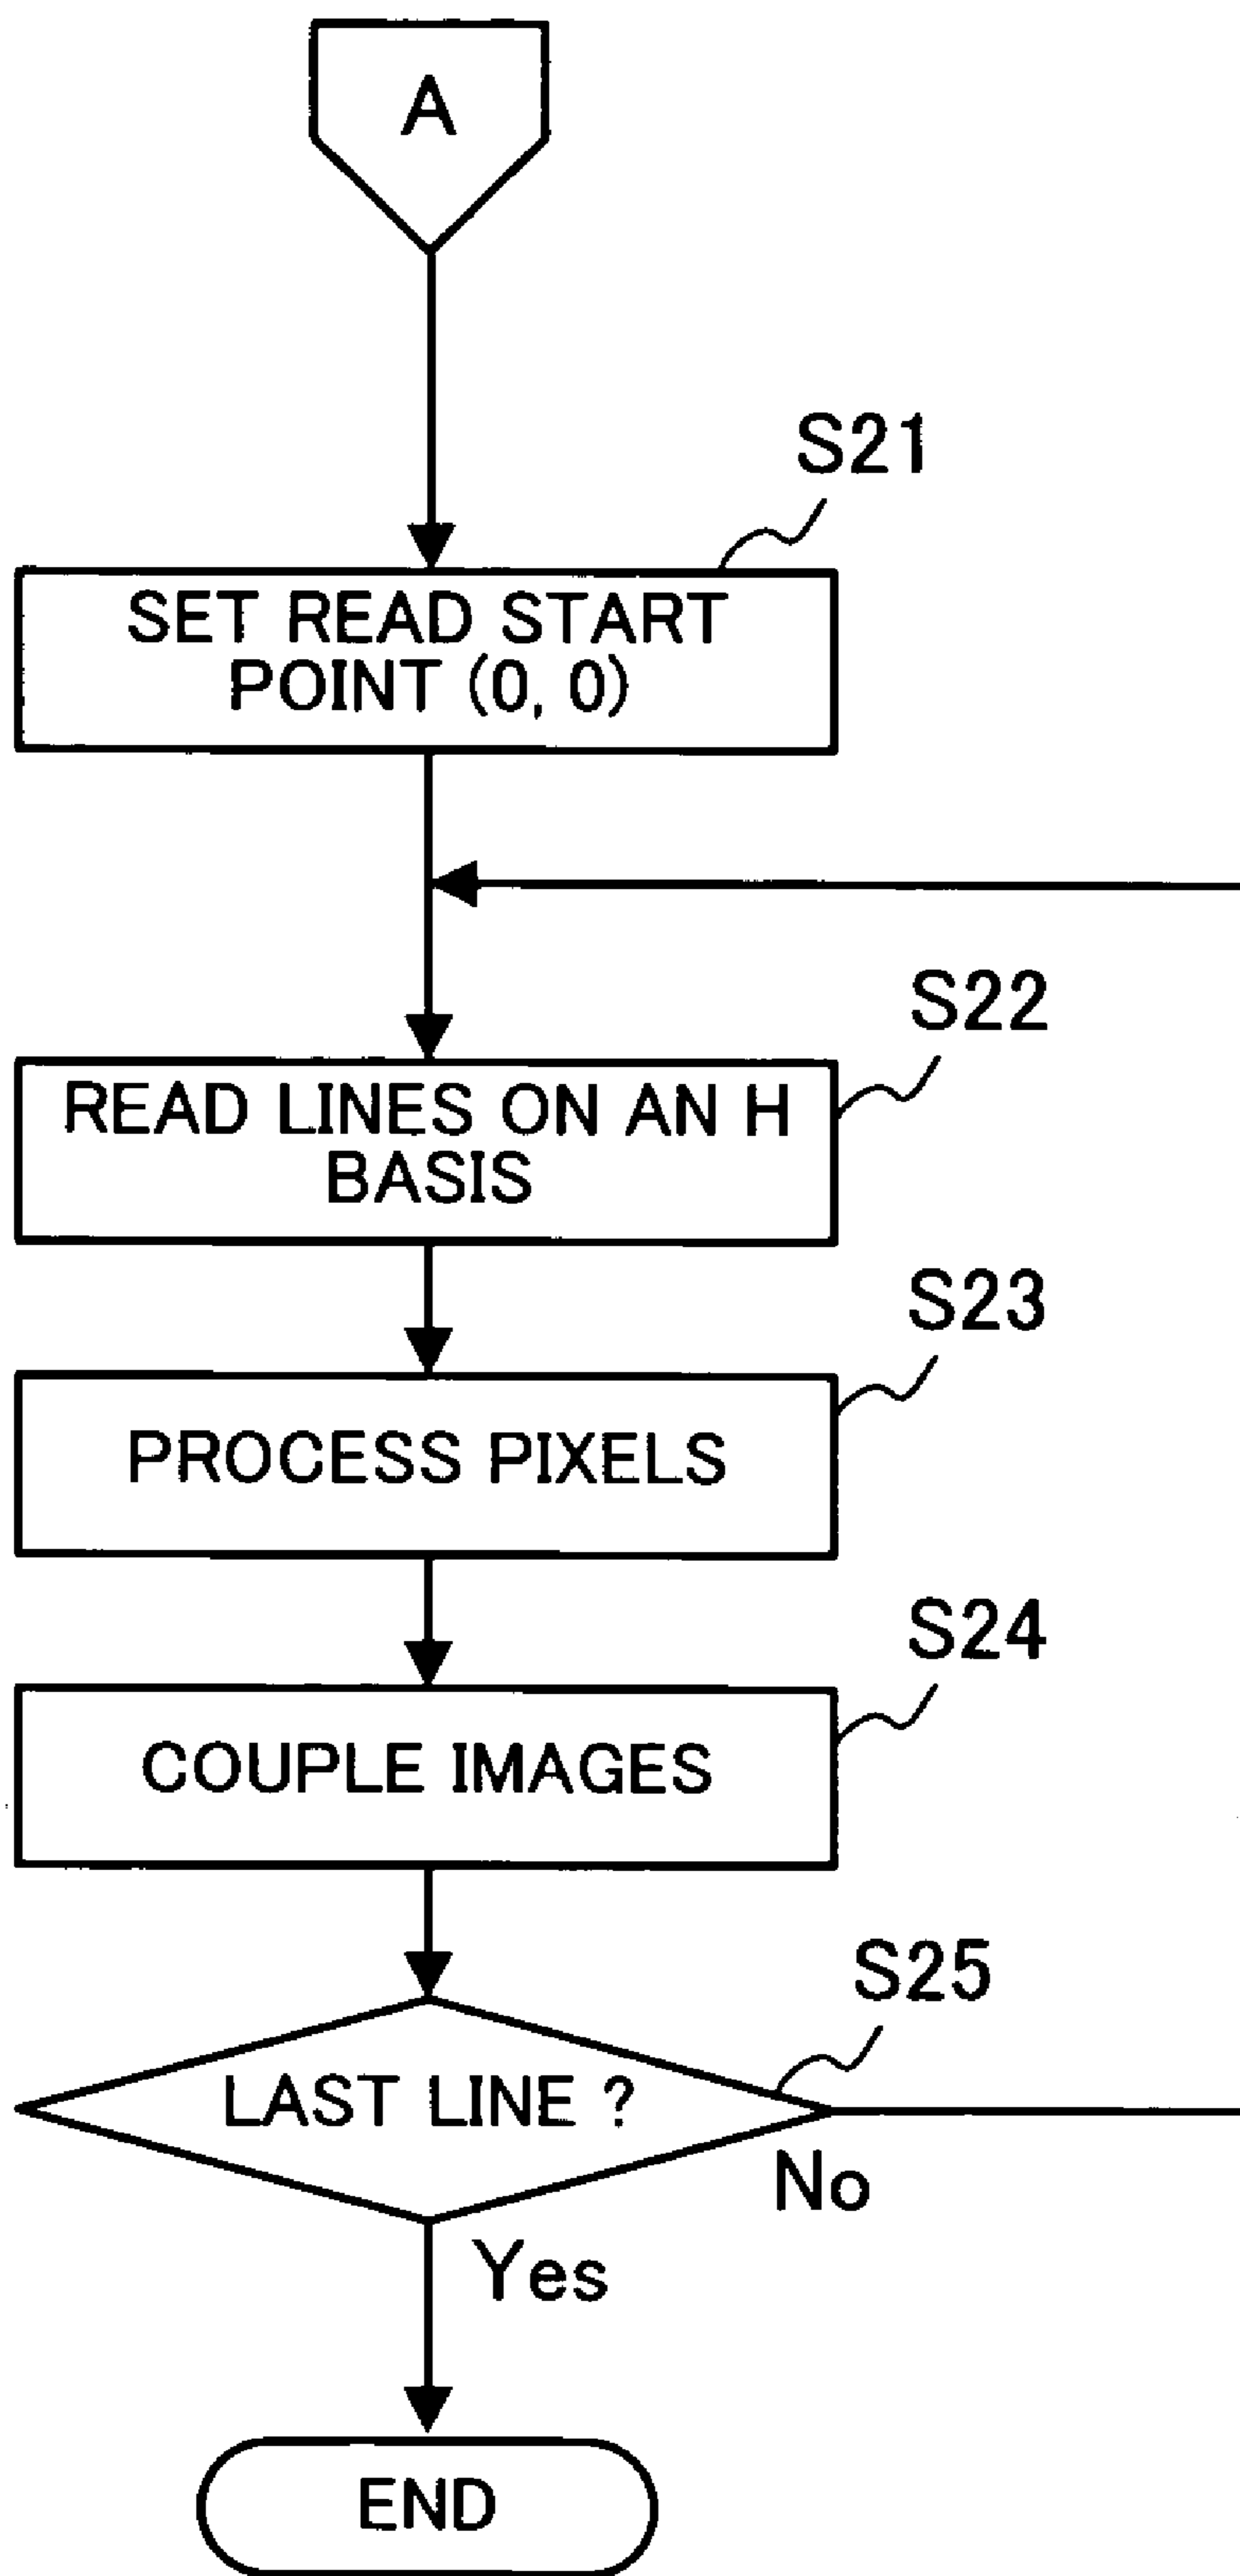 A
S21
SET READ START
POINT (0, 0)
S22
READ LINES ON AN H
BASIS
S23
PROCESS PIXELS
S24
COUPLE IMAGES
S25
LAST LINE ?
No
Yes
END